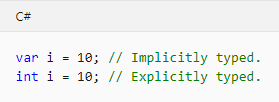 C#
var i = 10; // Implicitly typed.
int i = 10; // Explicitly typed.